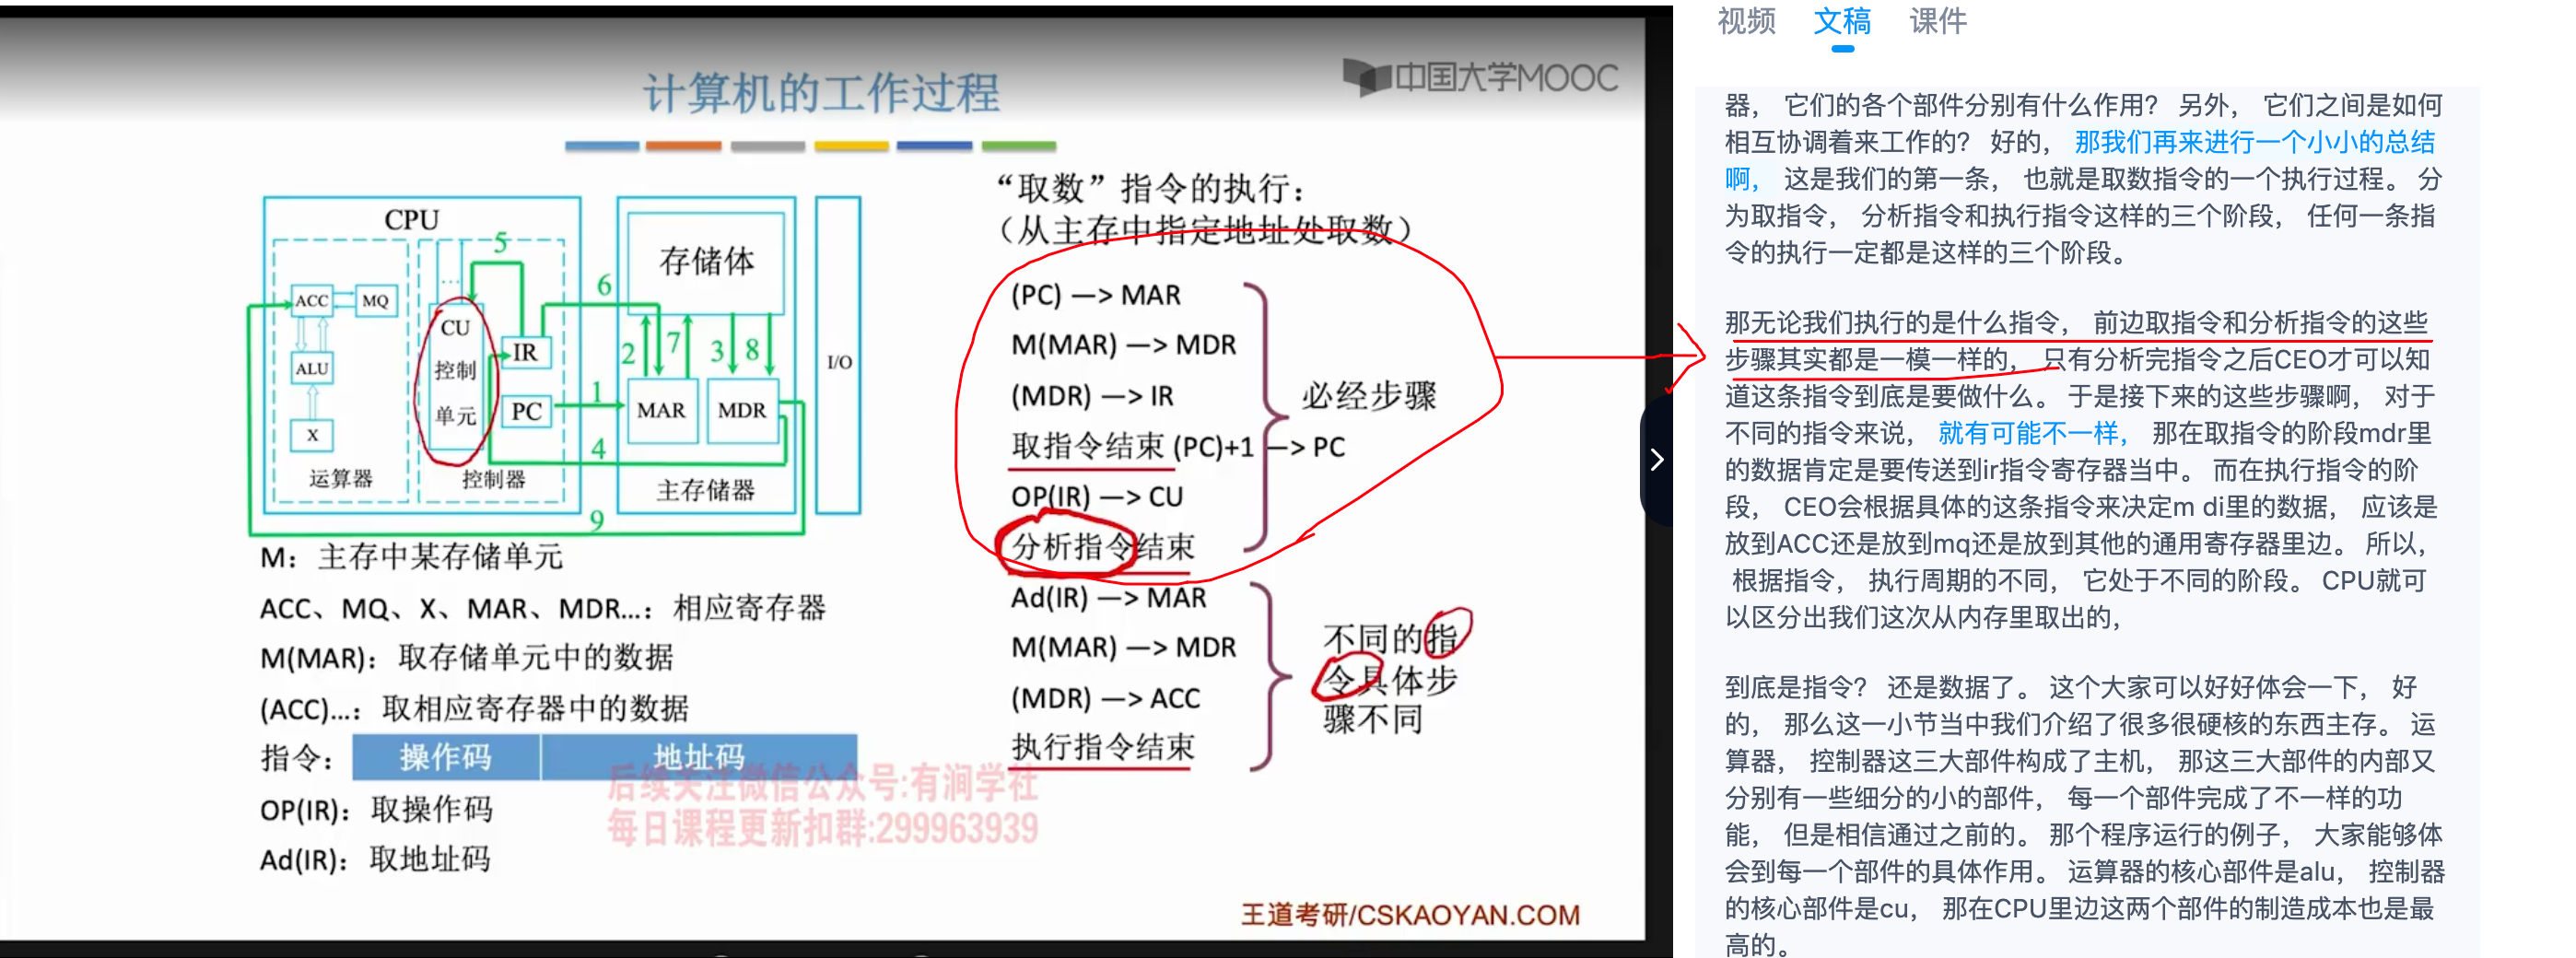 计算机的工作过程
中国大学MOOC
CPU
5
ACC
MQ
...
CU
控制
单元
IR
PC
ALU
X
运算器
控制器
6
1
4
9
存储体
2
7
3
8
MAR
MDR
主存储器
I/O
M：主存中某存储单元
ACC、MQ、X、MAR、MDR...：相应寄存器
M(MAR)：取存储单元中的数据
(ACC)...：取相应寄存器中的数据
指令：
操作码
地址码
OP(IR)：取操作码
Ad(IR)：取地址码
后续关注微信公众号:有涧学社
每日课程更新扣群:299963939
“取数”指令的执行：
（从主存中指定地址处取数）
(PC) —> MAR
M(MAR) —> MDR
(MDR) —> IR
取指令结束 (PC)+1 —> PC
OP(IR) —> CU
分析指令结束
必经步骤
Ad(IR) —> MAR
M(MAR) —> MDR
(MDR) —> ACC
执行指令结束
不同的指
令具体步
骤不同
王道考研/CSKAOYAN.COM
视频 文稿 课件
器， 它们的各个部件分别有什么作用？ 另外， 它们之间是如何
相互协调着来工作的？ 好的， 那我们再来进行一个小小的总结
啊， 这是我们的第一条， 也就是取数指令的一个执行过程。 分
为取指令， 分析指令和执行指令这样的三个阶段， 任何一条指
令的执行一定都是这样的三个阶段。
那无论我们执行的是什么指令， 前边取指令和分析指令的这些
步骤其实都是一模一样的， 只有分析完指令之后CEO才可以知
道这条指令到底是要做什么。 于是接下来的这些步骤啊， 对于
不同的指令来说， 就有可能不一样， 那在取指令的阶段mdr里
的数据肯定是要传送到ir指令寄存器当中。 而在执行指令的阶
段， CEO会根据具体的这条指令来决定m di里的数据， 应该是
放到ACC还是放到mq还是放到其他的通用寄存器里边。 所以，
根据指令， 执行周期的不同， 它处于不同的阶段。 CPU就可
以区分出我们这次从内存里取出的，
到底是指令？ 还是数据了。 这个大家可以好好体会一下， 好
的， 那么这一小节当中我们介绍了很多很硬核的东西主存。 运
算器， 控制器这三大部件构成了主机， 那这三大部件的内部又
分别有一些细分的小的部件， 每一个部件完成了不一样的功
能， 但是相信通过之前的。 那个程序运行的例子， 大家能够体
会到每一个部件的具体作用。 运算器的核心部件是alu， 控制器
的核心部件是cu， 那在CPU里边这两个部件的制造成本也是最
高的。